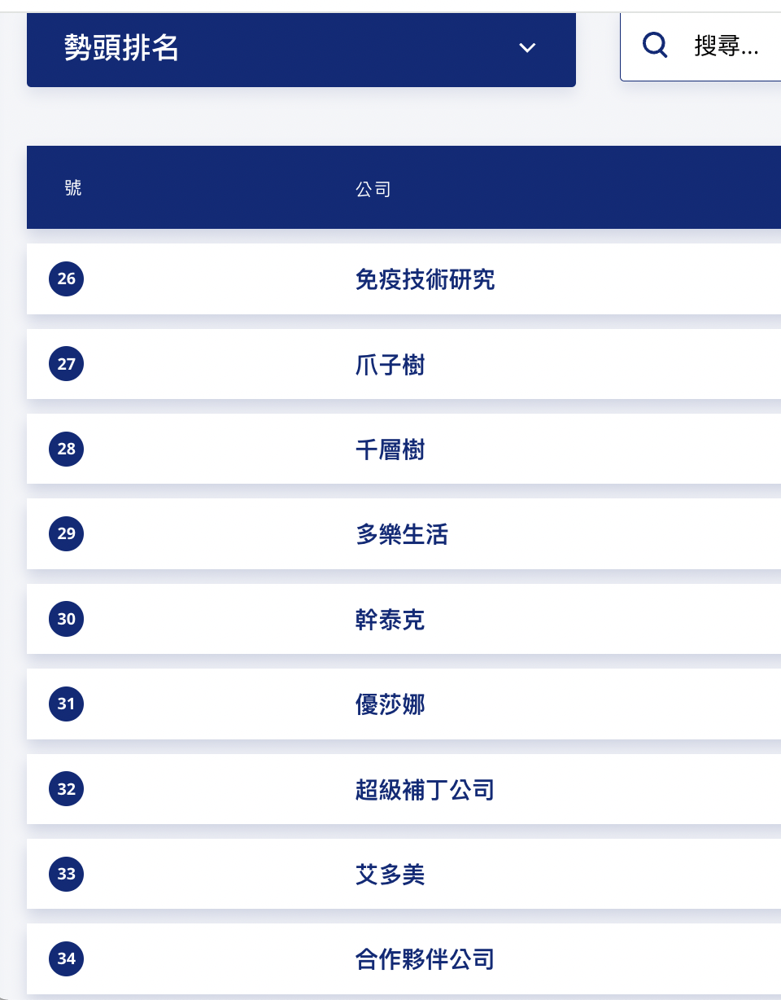 勢頭排名
搜尋...
號 公司
26 免疫技術研究
27 爪子樹
28 千層樹
29 多樂生活
30 幹泰克
31 優莎娜
32 超級補丁公司
33 艾多美
34 合作夥伴公司